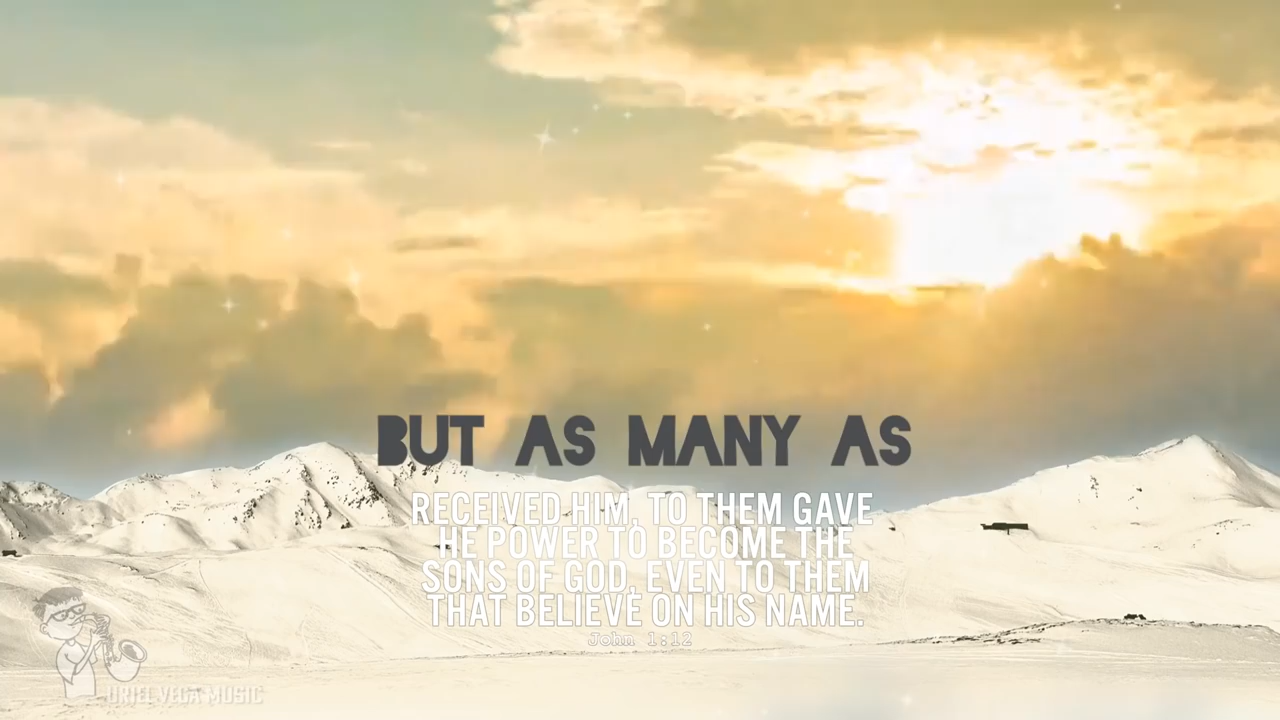 BUT AS MANY AS
RECEIVED HIM, TO THEM GAVE
HE POWER TO BECOME THE
SONS OF GOD, EVEN TO THEM
THAT BELIEVE ON HIS NAME.
John 1:12
URIEL VEGA MUSIC